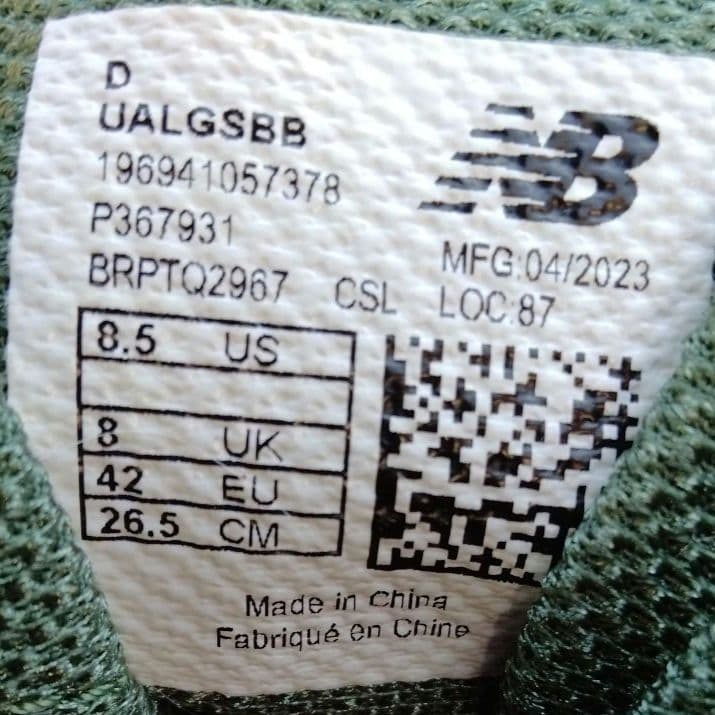 D
UALGSBB
196941057378
P367931
BRPTQ2967 CSL
NB
MFG:04/2023
LOC:87
8.5 US
8 UK
42 EU
26.5 CM
Made in China
Fabriqué en Chine